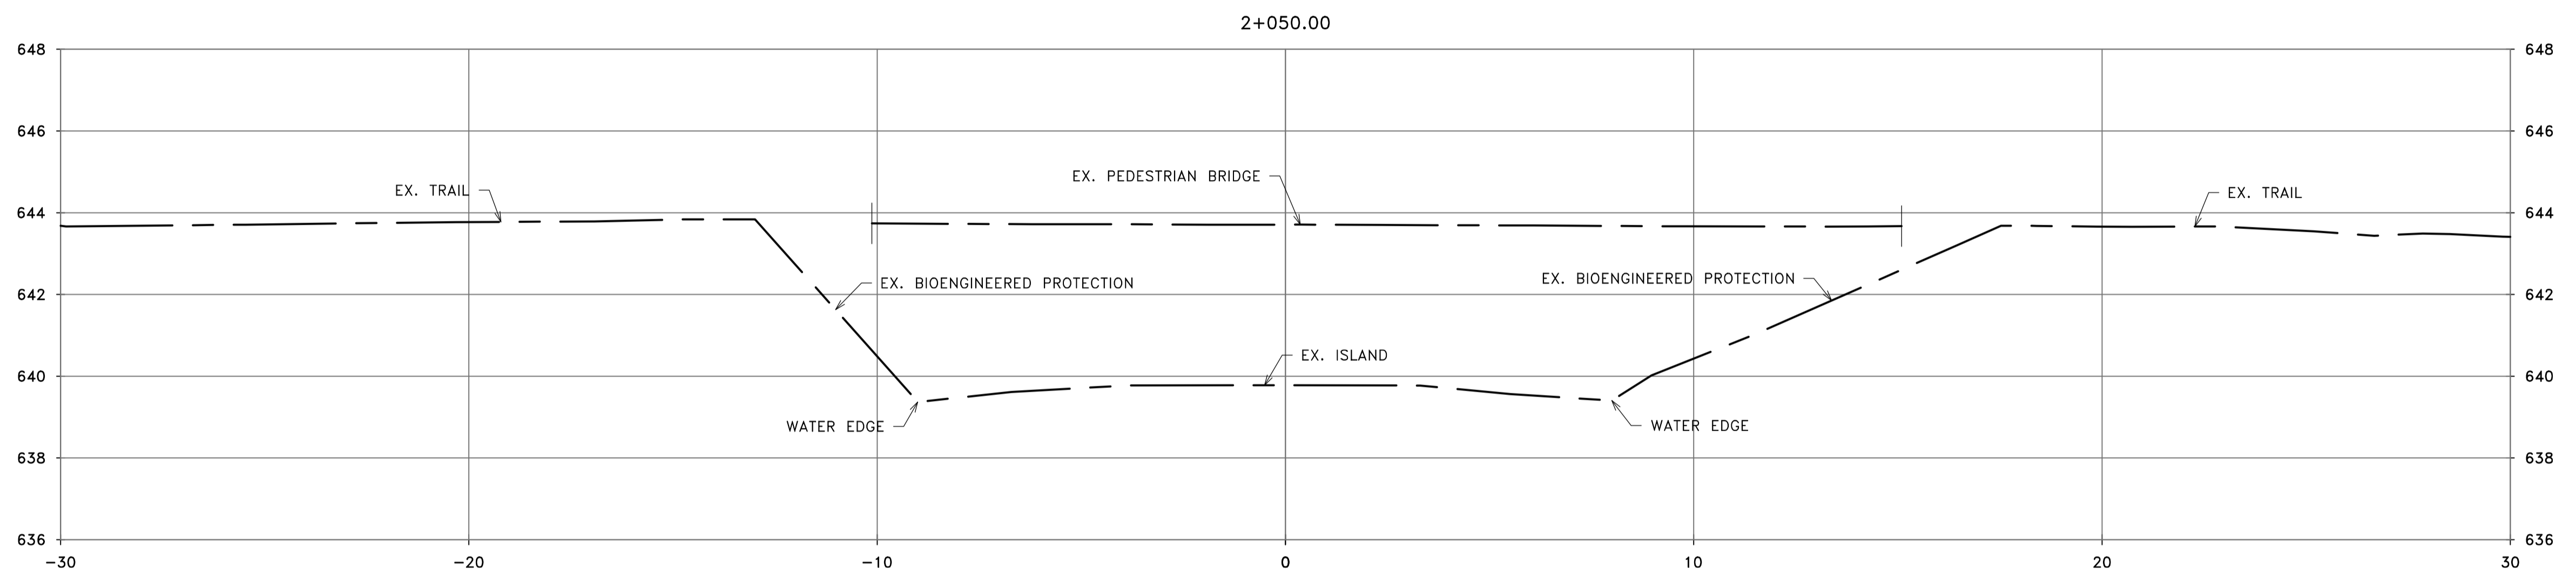 2+050.00
648 648
646 646
EX. PEDESTRIAN BRIDGE
EX. TRAIL EX. TRAIL
644 644
EX. BIOENGINEERED PROTECTION EX. BIOENGINEERED PROTECTION
642 642
EX. ISLAND
640 640
WATER EDGE WATER EDGE
638 638
636 636
-30 -20 -10 0 10 20 30